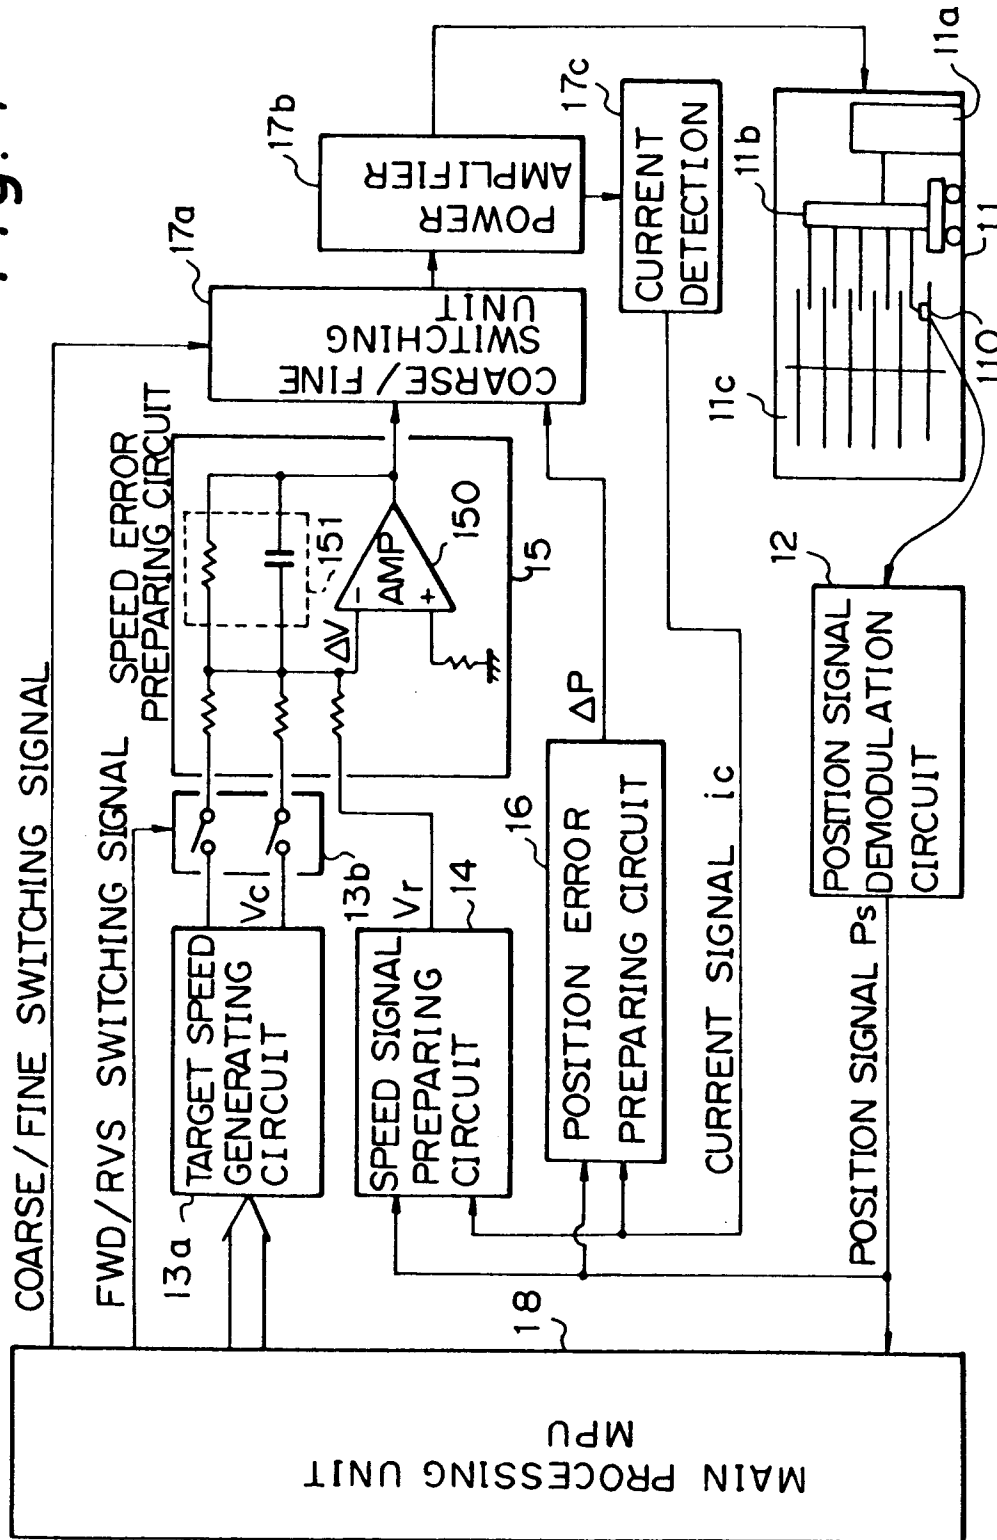 COARSE/FINE SWITCHING SIGNAL
FWD/RVS SWITCHING SIGNAL
MAIN PROCESSING UNIT
MPU
18
13a
TARGET SPEED
GENERATING
CIRCUIT
Vc
13b
SPEED ERROR
PREPARING CIRCUIT
151
ΔV
AMP
-
+
150
15
SPEED SIGNAL
PREPARING
CIRCUIT
14
Vr
16
POSITION ERROR
PREPARING CIRCUIT
ΔP
17a
COARSE/FINE
SWITCHING
UNIT
17b
POWER
AMPLIFIER
17c
CURRENT
DETECTION
CURRENT SIGNAL ic
POSITION SIGNAL Ps
12
POSITION SIGNAL
DEMODULATION
CIRCUIT
11c
11b
11a
110
11